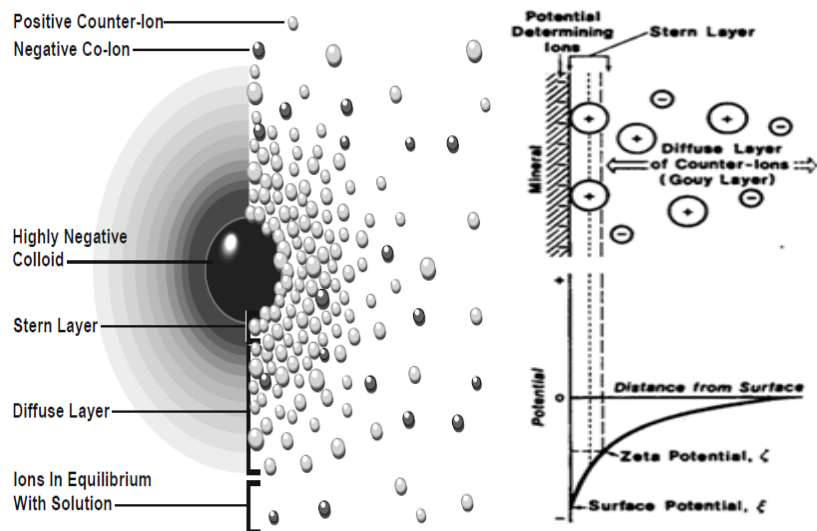 Positive Counter-Ion
Negative Co-Ion
Highly Negative
Colloid
Stern Layer
Diffuse Layer
Ions In Equilibrium
With Solution
Potential
Determining
Ions
Stern Layer
Mineral
+
+
+
+
+
−
−
−
−
Diffuse Layer
of Counter-Ions
(Gouy Layer)
+
Potential
o
−
Distance from Surface
Zeta Potential, ζ
Surface Potential, ξ